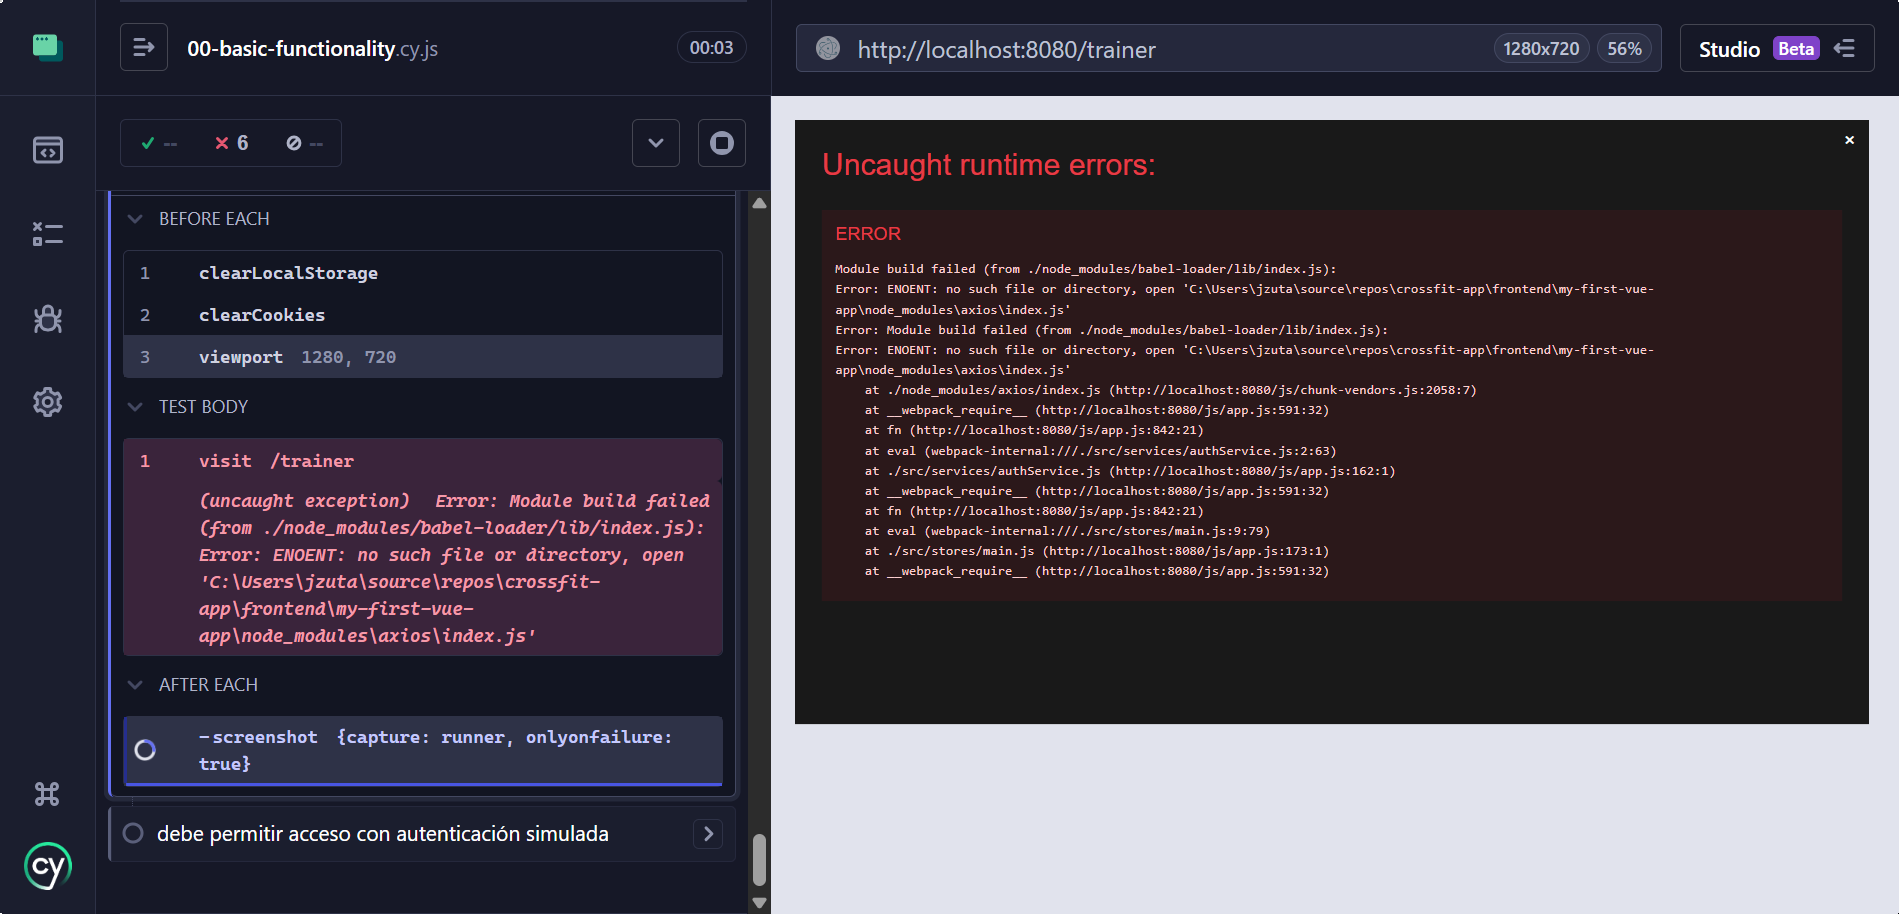 00-basic-functionality.cy.js
00:03
http://localhost:8080/trainer
1280x720
56%
Studio Beta
--
6
--
BEFORE EACH
1 clearLocalStorage
2 clearCookies
3 viewport 1280, 720
TEST BODY
1 visit /trainer
(uncaught exception) Error: Module build failed
(from ./node_modules/babel-loader/lib/index.js):
Error: ENOENT: no such file or directory, open
'C:\Users\jzuta\source\repos\crossfit-
app\frontend\my-first-vue-
app\node_modules\axios\index.js'
AFTER EACH
-screenshot {capture: runner, onlyonfailure:
true}
debe permitir acceso con autenticación simulada
cy
Uncaught runtime errors:
×
ERROR
Module build failed (from ./node_modules/babel-loader/lib/index.js):
Error: ENOENT: no such file or directory, open 'C:\Users\jzuta\source\repos\crossfit-app\frontend\my-first-vue-
app\node_modules\axios\index.js'
Error: Module build failed (from ./node_modules/babel-loader/lib/index.js):
Error: ENOENT: no such file or directory, open 'C:\Users\jzuta\source\repos\crossfit-app\frontend\my-first-vue-
app\node_modules\axios\index.js'
at ./node_modules/axios/index.js (http://localhost:8080/js/chunk-vendors.js:2058:7)
at __webpack_require__ (http://localhost:8080/js/app.js:591:32)
at fn (http://localhost:8080/js/app.js:842:21)
at eval (webpack-internal:///./src/services/authService.js:2:63)
at ./src/services/authService.js (http://localhost:8080/js/app.js:162:1)
at __webpack_require__ (http://localhost:8080/js/app.js:591:32)
at fn (http://localhost:8080/js/app.js:842:21)
at eval (webpack-internal:///./src/stores/main.js:9:79)
at ./src/stores/main.js (http://localhost:8080/js/app.js:173:1)
at __webpack_require__ (http://localhost:8080/js/app.js:591:32)